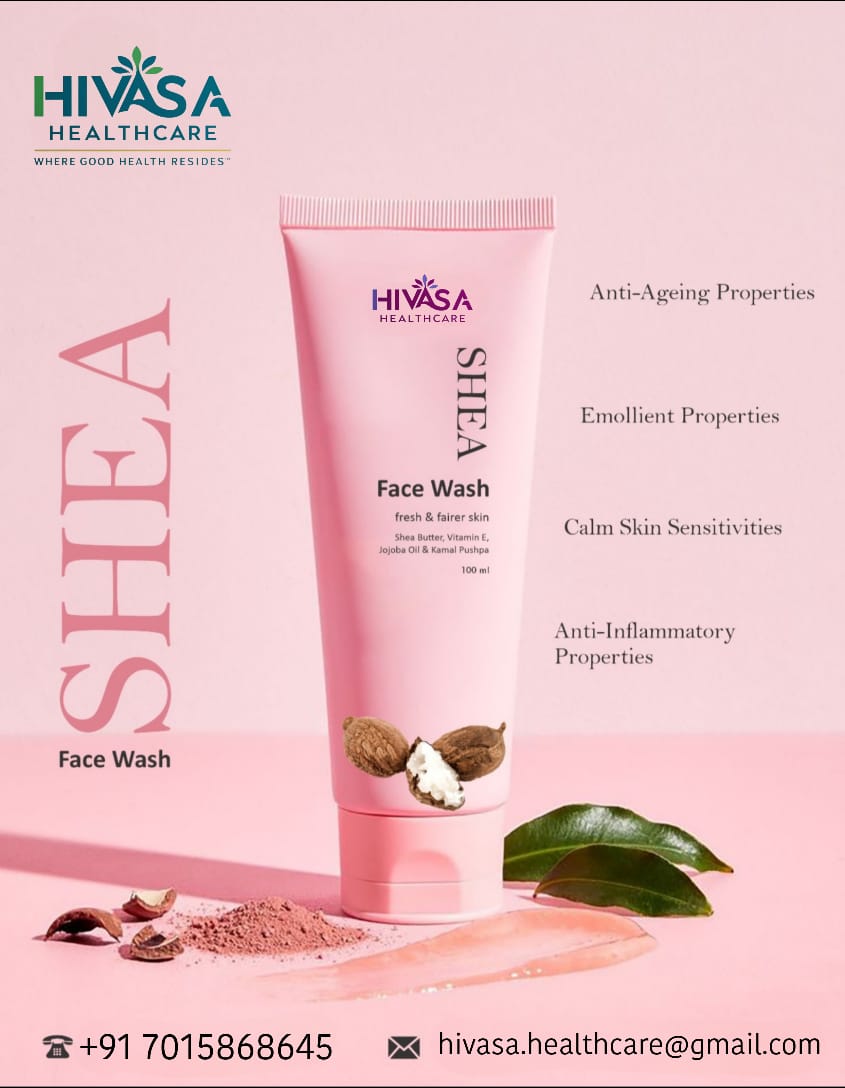 HIVASA
HEALTHCARE
WHERE GOOD HEALTH RESIDES™
HIVASA
HEALTHCARE
SHEA
Face Wash
fresh & fairer skin
Shea Butter, Vitamin E,
Jojoba Oil & Kamal Pushpa
100 ml
SHEA
Face Wash
Anti-Ageing Properties
Emollient Properties
Calm Skin Sensitivities
Anti-Inflammatory
Properties
+91 7015868645
hivasa.healthcare@gmail.com